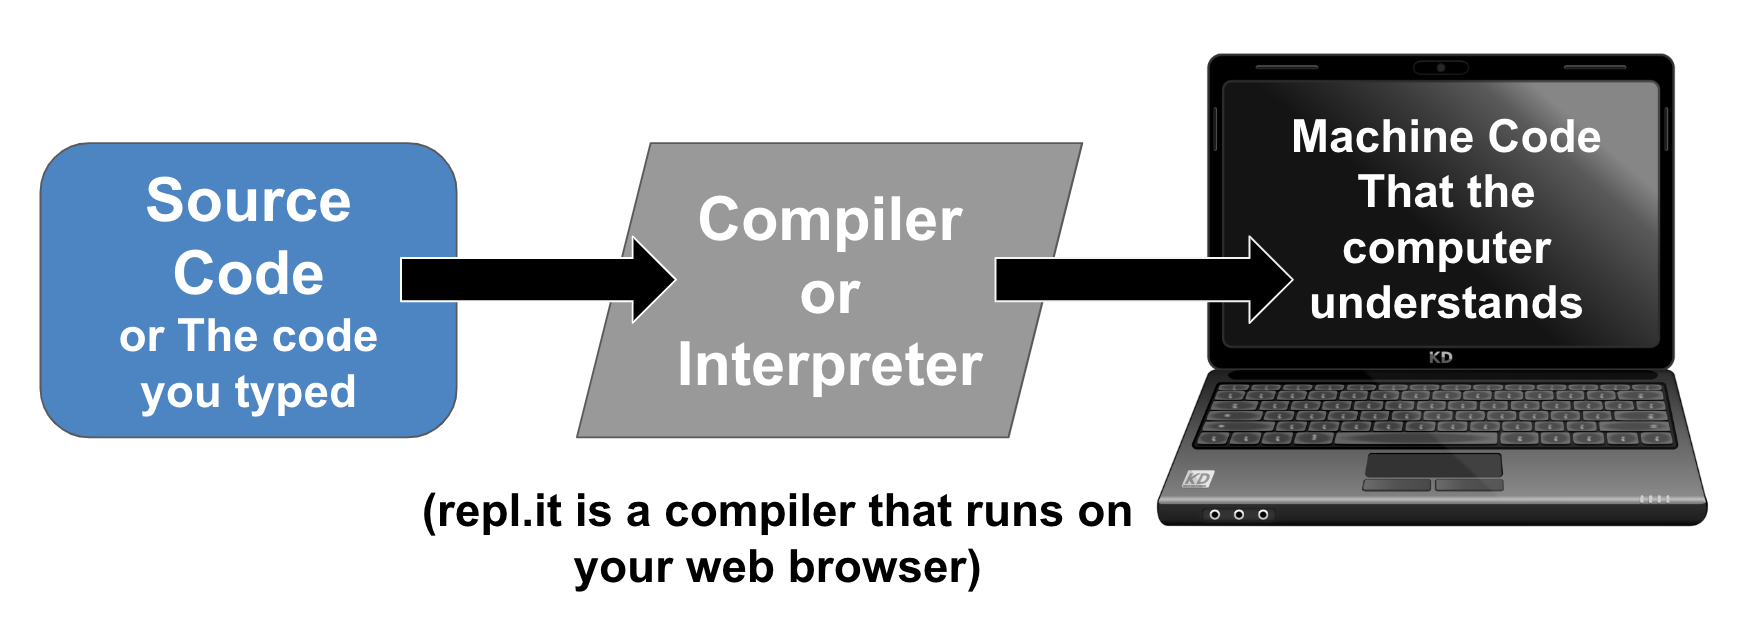 Source
Code
or The code
you typed
Compiler
or
Interpreter
(repl.it is a compiler that runs on
your web browser)
Machine Code
That the
computer
understands
KD
KD